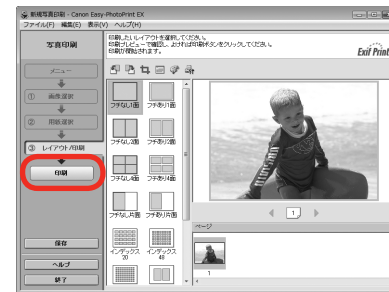 新規写真印刷 - Canon Easy-PhotoPrint EX
ファイル(F) 編集(E) 表示(V) ヘルプ(H)
写真印刷
印刷したいレイアウトを選択してください。
印刷プレビューで確認し、よければ印刷ボタンをクリックしてください。
印刷が開始されます。
Exif Print
メニュー
① 画像選択
② 用紙選択
③ レイアウト/印刷
印刷
保存
ヘルプ
終了
フチなし1面 フチあり1面
フチなし2面 フチあり2面
フチなし4面 フチあり4面
フチなし片面 フチあり片面
インデックス 20 インデックス 48
1
ページ
1